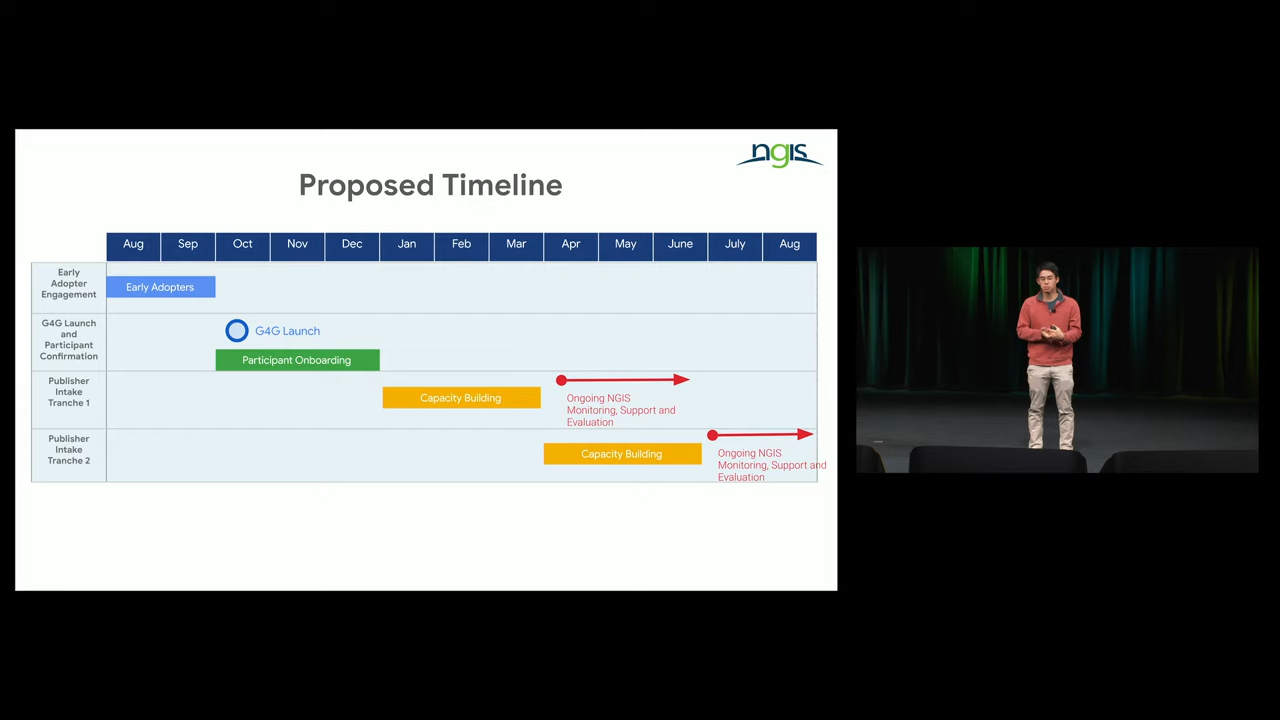 ngis
Proposed Timeline
Aug Sep Oct Nov Dec Jan Feb Mar Apr May June July Aug
Early
Adopter
Engagement
Early Adopters
G4G Launch
and
Participant
Confirmation
G4G Launch
Participant Onboarding
Publisher
Intake
Tranche 1
Capacity Building
Ongoing NGIS
Monitoring, Support and
Evaluation
Publisher
Intake
Tranche 2
Capacity Building
Ongoing NGIS
Monitoring, Support and
Evaluation